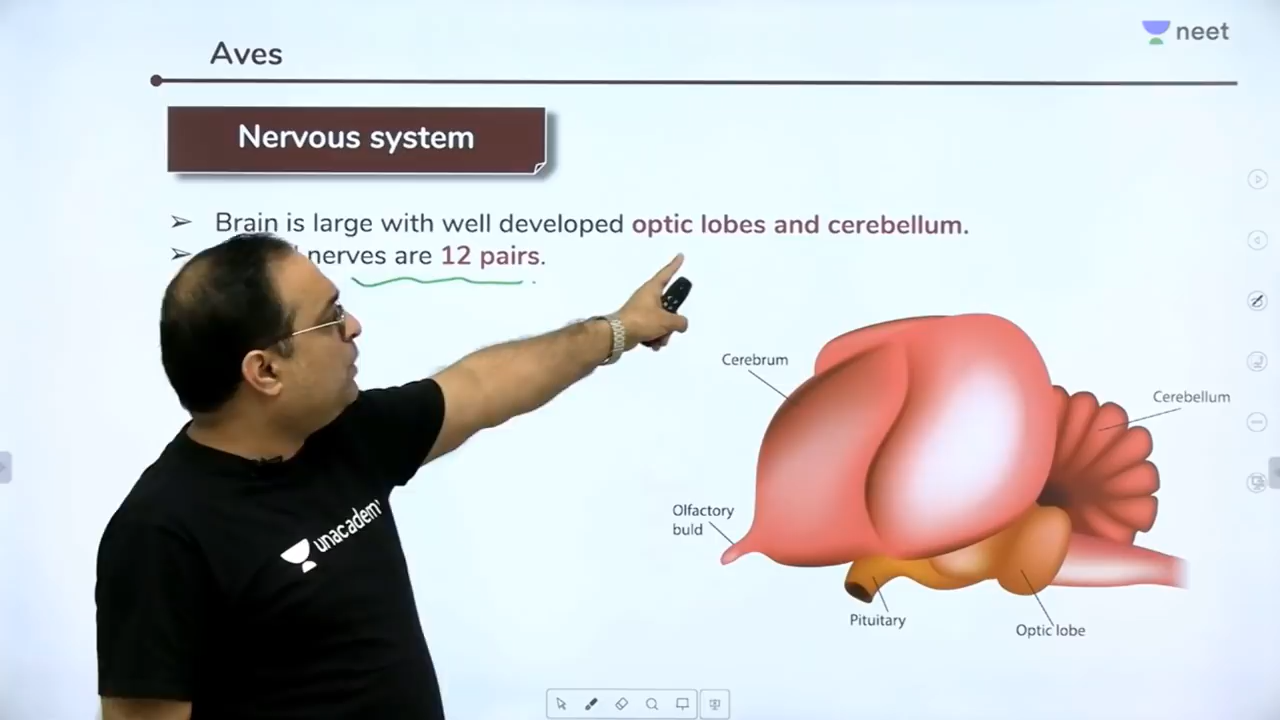 neet
Aves
Nervous system
➢ Brain is large with well developed optic lobes and cerebellum.
➢ nerves are 12 pairs.
Cerebrum
Cerebellum
Olfactory
buld
Pituitary
Optic lobe
unacademy